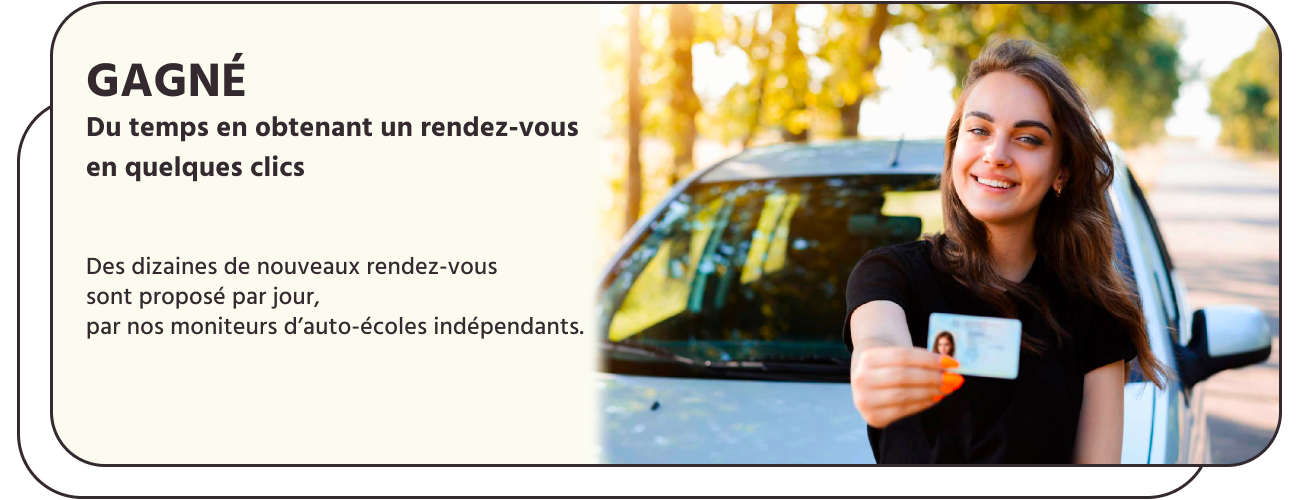 GAGNÉ
Du temps en obtenant un rendez-vous
en quelques clics
Des dizaines de nouveaux rendez-vous
sont proposé par jour,
par nos moniteurs d’auto-écoles indépendants.